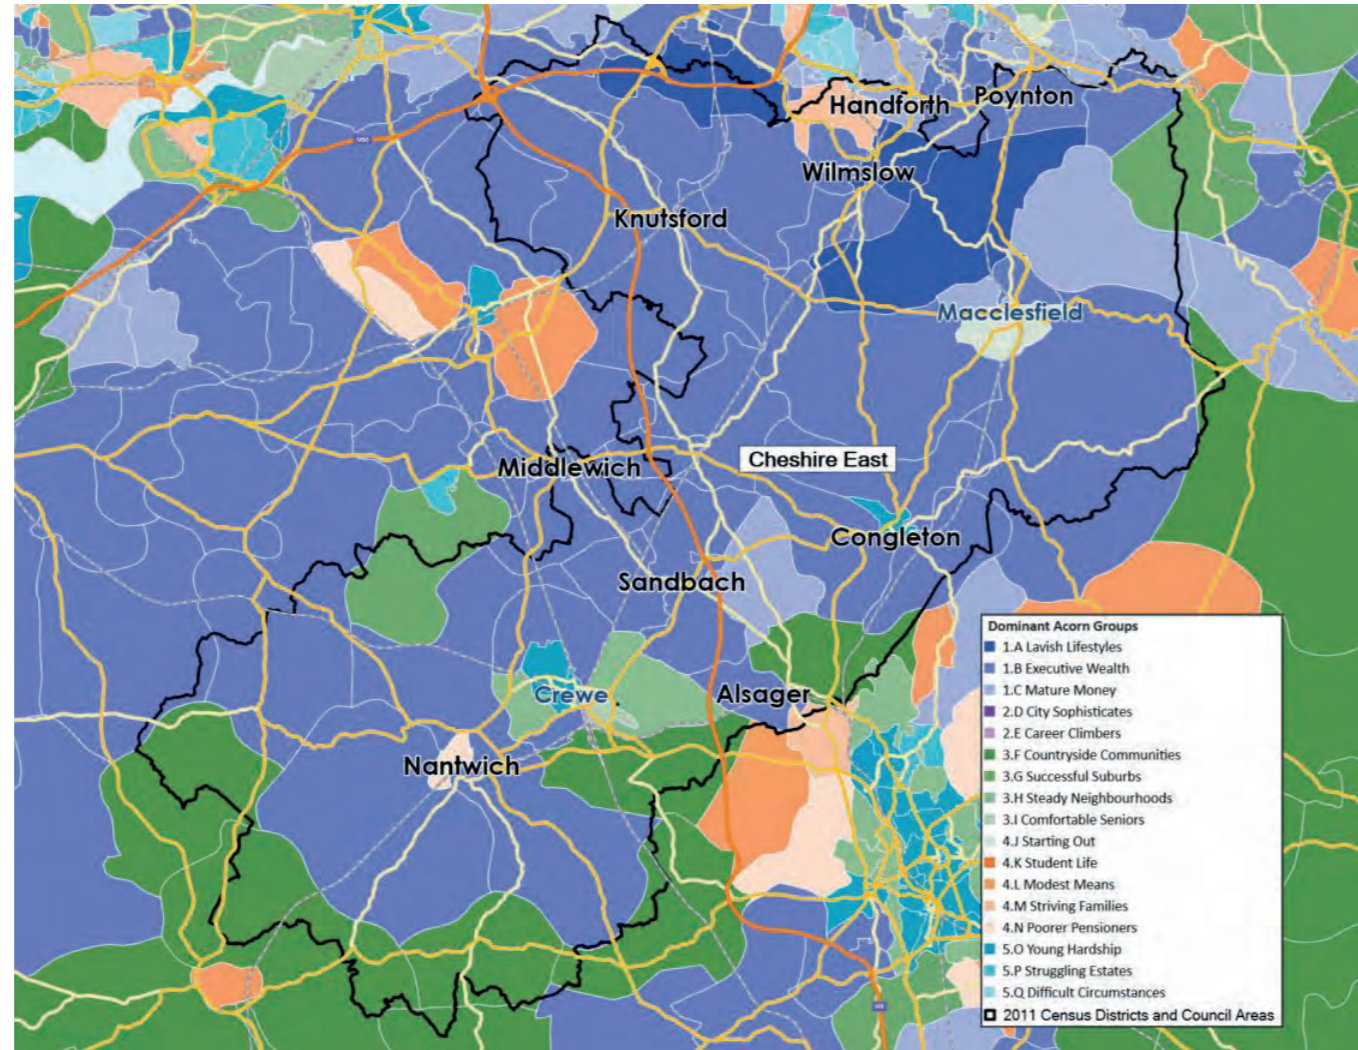 Handforth
Poynton
Wilmslow
Knutsford
Macclesfield
Middlewich
Cheshire East
Congleton
Sandbach
Crewe
Alsager
Nantwich
Dominant Acorn Groups
1.A Lavish Lifestyles
1.B Executive Wealth
1.C Mature Money
2.D City Sophisticates
2.E Career Climbers
3.F Countryside Communities
3.G Successful Suburbs
3.H Steady Neighbourhoods
3.I Comfortable Seniors
4.J Starting Out
4.K Student Life
4.L Modest Means
4.M Striving Families
4.N Poorer Pensioners
5.O Young Hardship
5.P Struggling Estates
5.Q Difficult Circumstances
2011 Census Districts and Council Areas